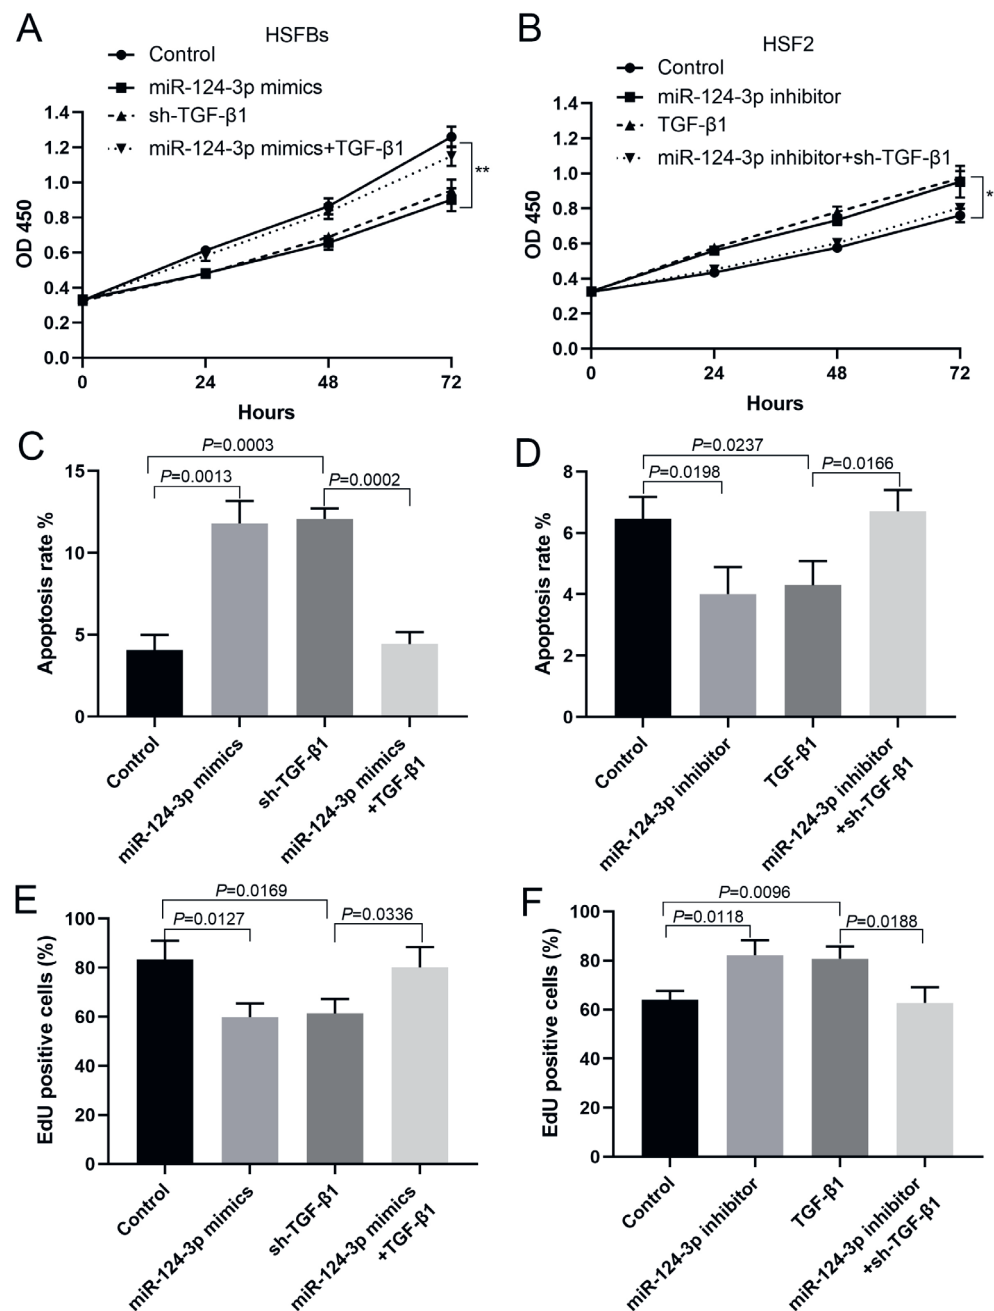 A
HSFBs
Control
miR-124-3p mimics
sh-TGF-β1
miR-124-3p mimics+TGF-β1
OD 450
1.4
1.2
1.0
0.8
0.6
0.4
0.2
0.0
**
0 24 48 72
Hours
B
HSF2
Control
miR-124-3p inhibitor
TGF-β1
miR-124-3p inhibitor+sh-TGF-β1
OD 450
1.4
1.2
1.0
0.8
0.6
0.4
0.2
0.0
*
0 24 48 72
Hours
C
P=0.0003
P=0.0013
P=0.0002
Apoptosis rate %
15
10
5
0
Control
miR-124-3p mimics
sh-TGF-β1
miR-124-3p mimics
+TGF-β1
D
P=0.0237
P=0.0198
P=0.0166
Apoptosis rate %
8
6
4
2
0
Control
miR-124-3p inhibitor
TGF-β1
miR-124-3p inhibitor
+sh-TGF-β1
E
P=0.0169
P=0.0127
P=0.0336
EdU positive cells (%)
100
80
60
40
20
0
Control
miR-124-3p mimics
sh-TGF-β1
miR-124-3p mimics
+TGF-β1
F
P=0.0096
P=0.0118
P=0.0188
EdU positive cells (%)
100
80
60
40
20
0
Control
miR-124-3p inhibitor
TGF-β1
miR-124-3p inhibitor
+sh-TGF-β1